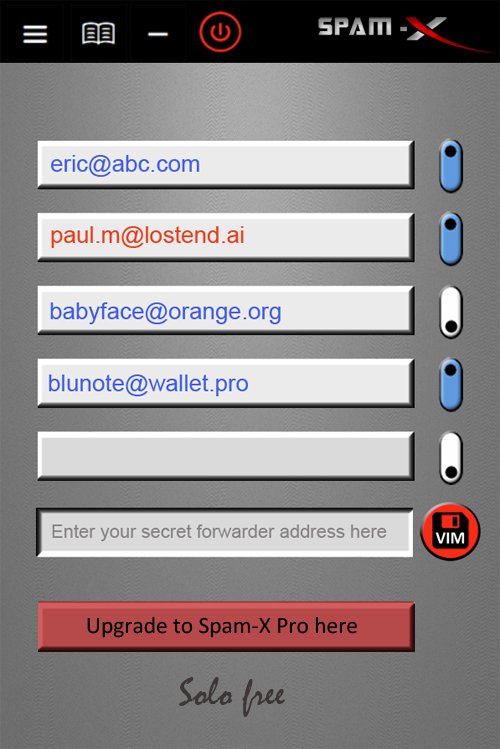 SPAM-X
eric@abc.com
paul.m@lostend.ai
babyface@orange.org
blunote@wallet.pro
Enter your secret forwarder address here
VIM
Upgrade to Spam-X Pro here
Solo free